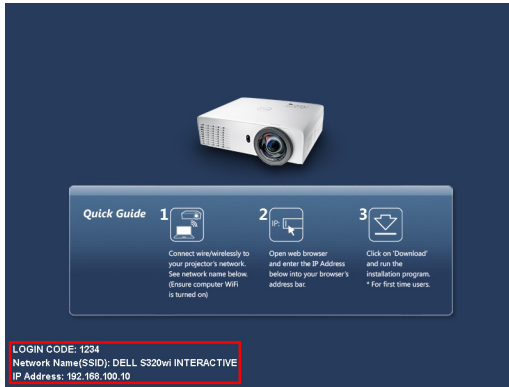 Quick Guide
1
Connect wire/wirelessly to
your projector's network.
See network name below.
(Ensure computer WiFi
is turned on)
2
IP:
Open web browser
and enter the IP Address
below into your browser's
address bar.
3
Click on 'Download'
and run the
installation program.
* For first time users.
LOGIN CODE: 1234
Network Name(SSID): DELL S320wi INTERACTIVE
IP Address: 192.168.100.10